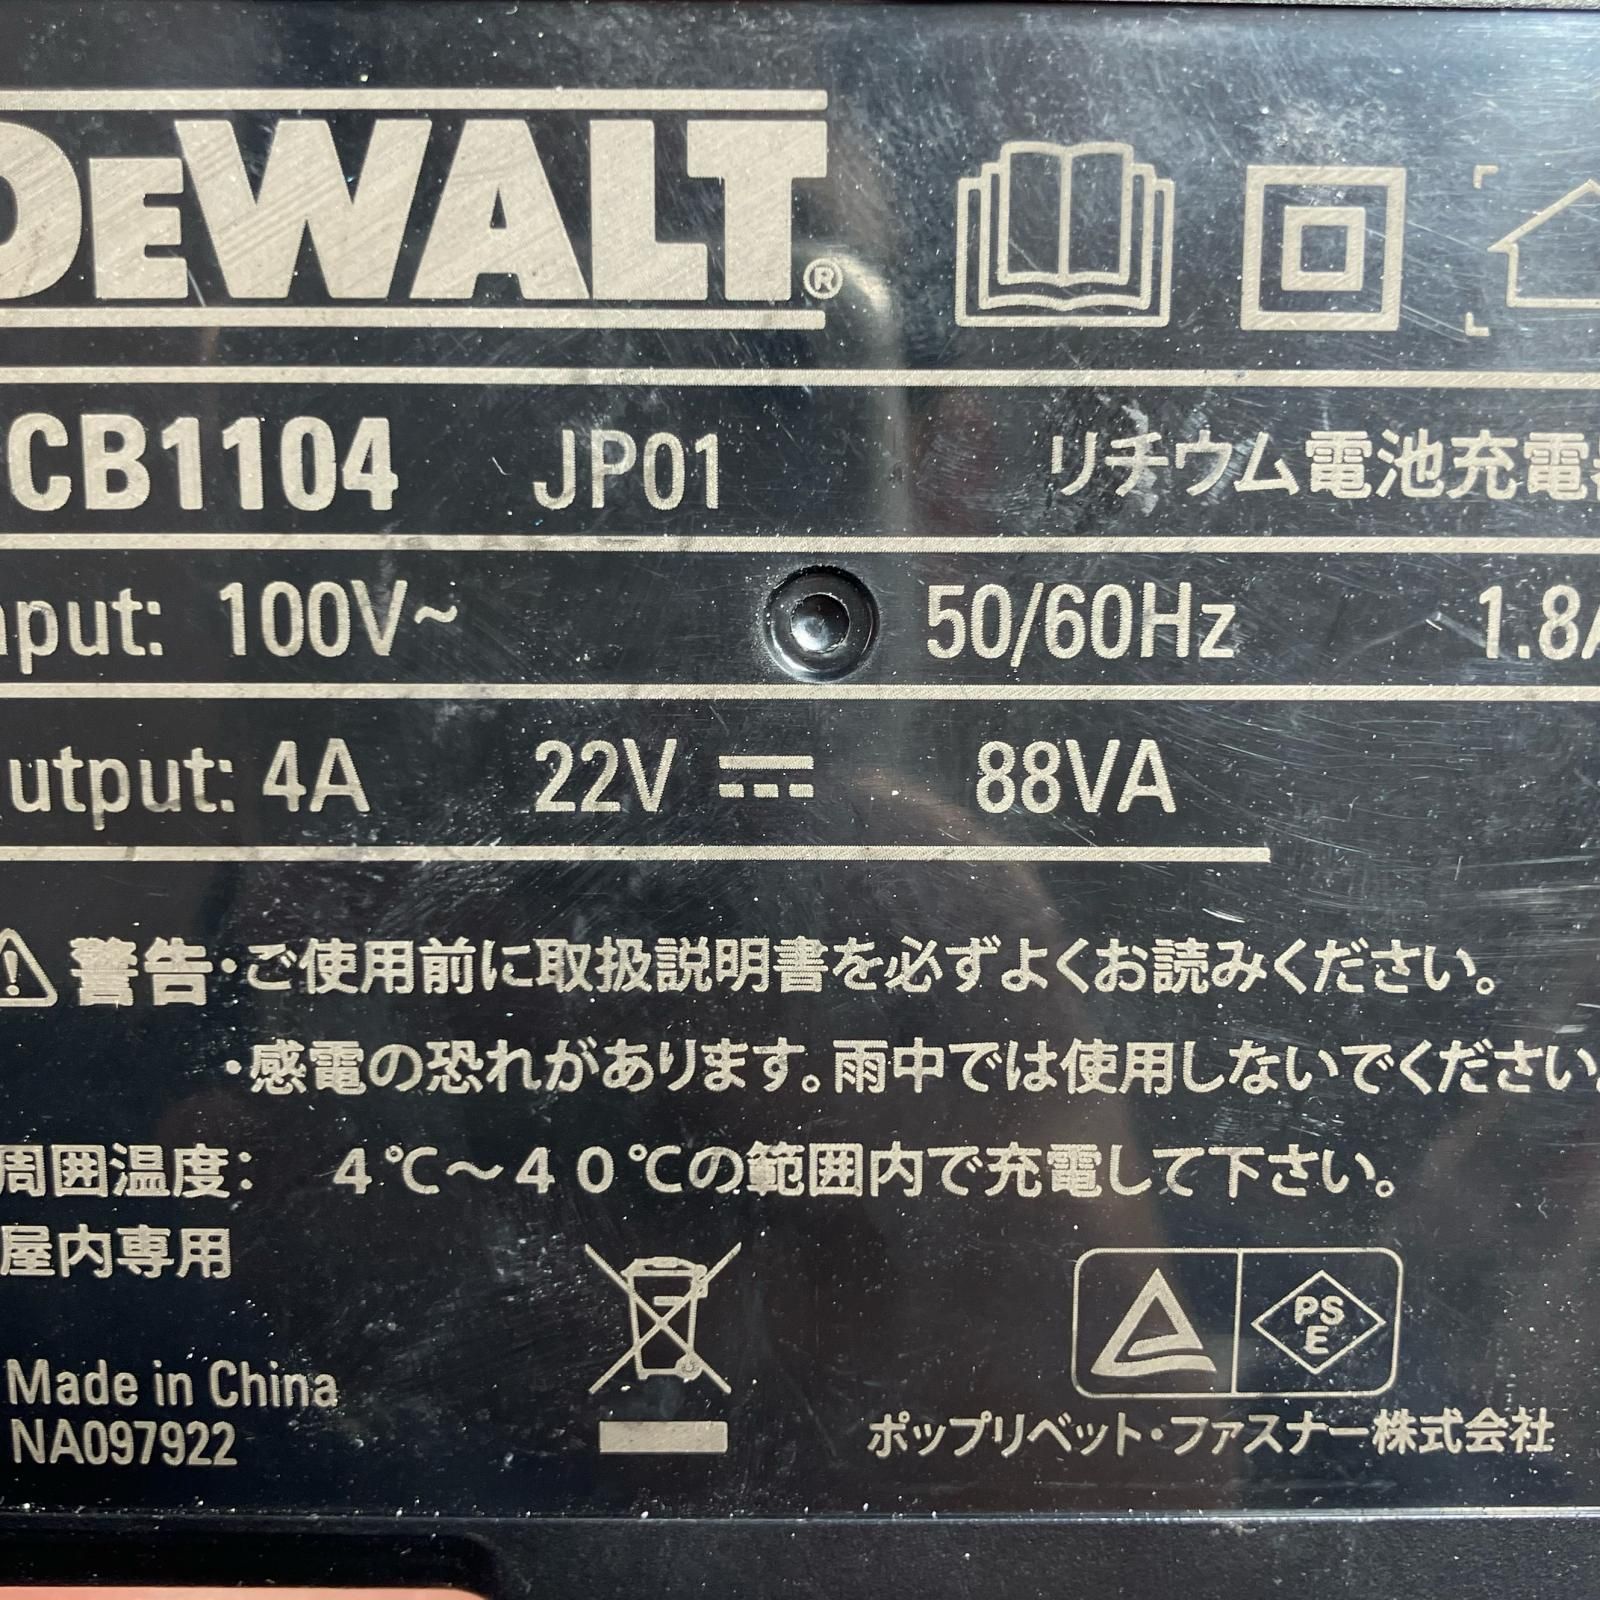 DEWALT®
CB1104 JP01 リチウム電池充電器
nput: 100V~ 50/60Hz 1.8A
utput: 4A 22V 88VA
警告・ご使用前に取扱説明書を必ずよくお読みください。
・感電の恐れがあります。雨中では使用しないでください。
周囲温度: 4℃〜40℃の範囲内で充電して下さい。
屋内専用
PS
E
Made in China
NA097922
ポップリベット・ファスナー株式会社